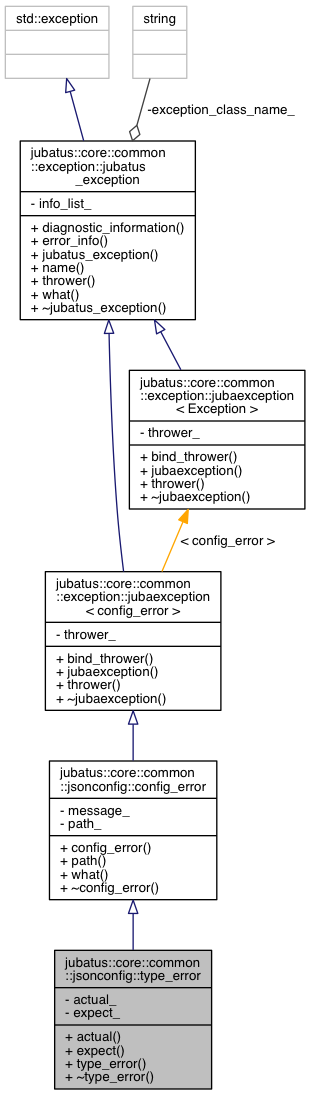 std::exception
string
-exception_class_name_
jubatus::core::common
::exception::jubatus
_exception
- info_list_
+ diagnostic_information()
+ error_info()
+ jubatus_exception()
+ name()
+ thrower()
+ what()
+ ~jubatus_exception()
jubatus::core::common
::exception::jubaexception
< Exception >
- thrower_
+ bind_thrower()
+ jubaexception()
+ thrower()
+ ~jubaexception()
< config_error >
jubatus::core::common
::exception::jubaexception
< config_error >
- thrower_
+ bind_thrower()
+ jubaexception()
+ thrower()
+ ~jubaexception()
jubatus::core::common
::jsonconfig::config_error
- message_
- path_
+ config_error()
+ path()
+ what()
+ ~config_error()
jubatus::core::common
::jsonconfig::type_error
- actual_
- expect_
+ actual()
+ expect()
+ type_error()
+ ~type_error()